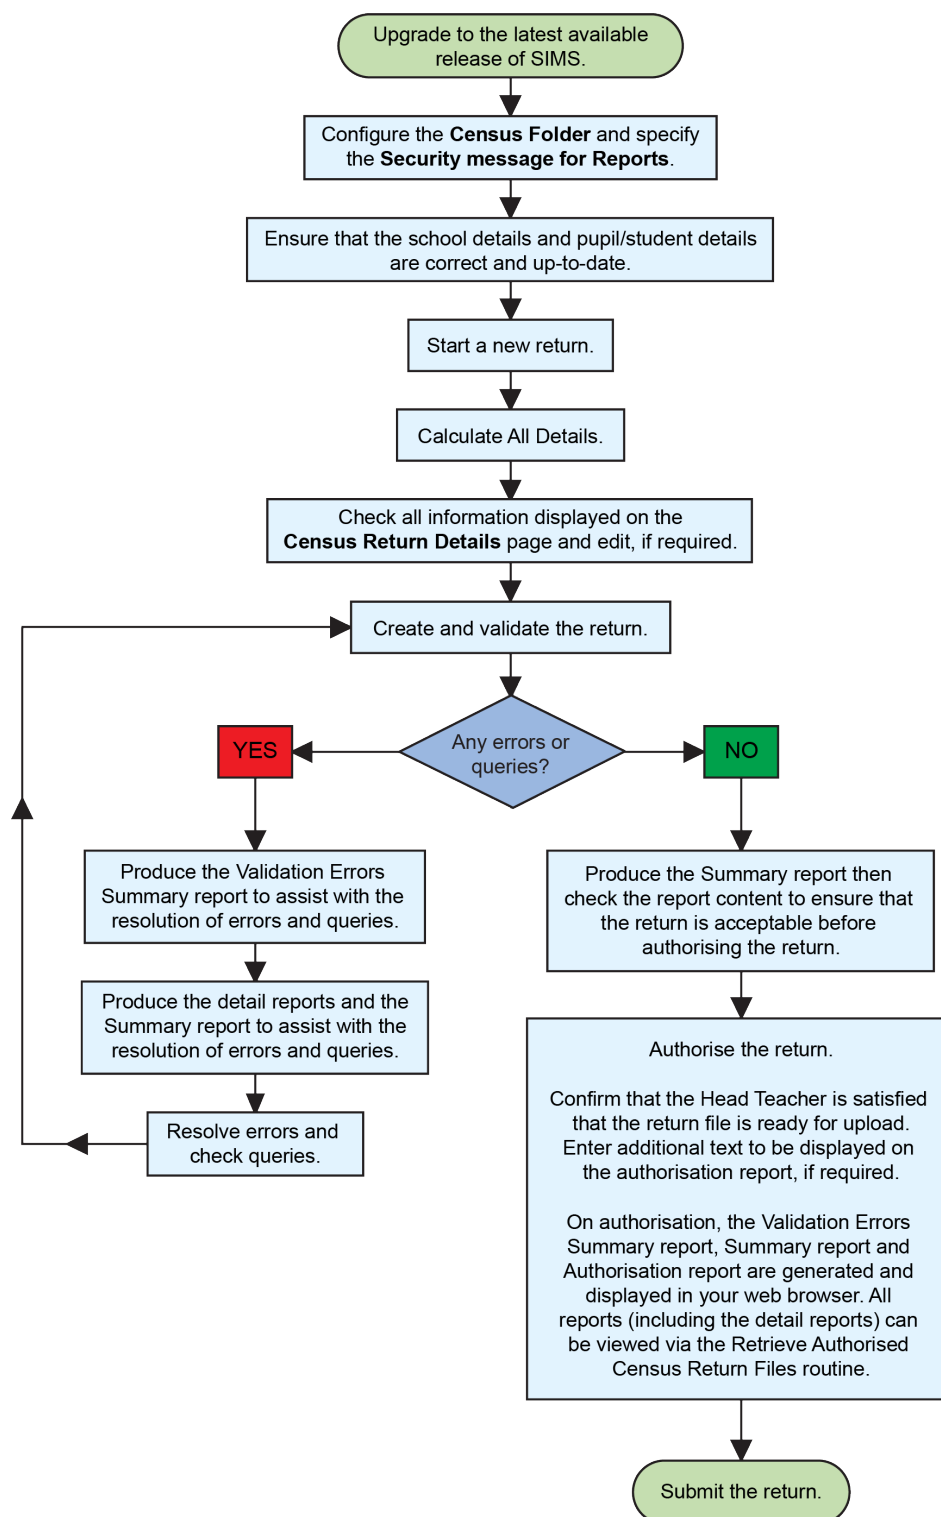 Upgrade to the latest available
release of SIMS.
Configure the Census Folder and specify
the Security message for Reports.
Ensure that the school details and pupil/student details
are correct and up-to-date.
Start a new return.
Calculate All Details.
Check all information displayed on the
Census Return Details page and edit, if required.
Create and validate the return.
Any errors or
queries?
YES
NO
Produce the Validation Errors
Summary report to assist with the
resolution of errors and queries.
Produce the detail reports and the
Summary report to assist with the
resolution of errors and queries.
Resolve errors and
check queries.
Produce the Summary report then
check the report content to ensure that
the return is acceptable before
authorising the return.
Authorise the return.
Confirm that the Head Teacher is satisfied
that the return file is ready for upload.
Enter additional text to be displayed on
the authorisation report, if required.
On authorisation, the Validation Errors
Summary report, Summary report and
Authorisation report are generated and
displayed in your web browser. All
reports (including the detail reports) can
be viewed via the Retrieve Authorised
Census Return Files routine.
Submit the return.